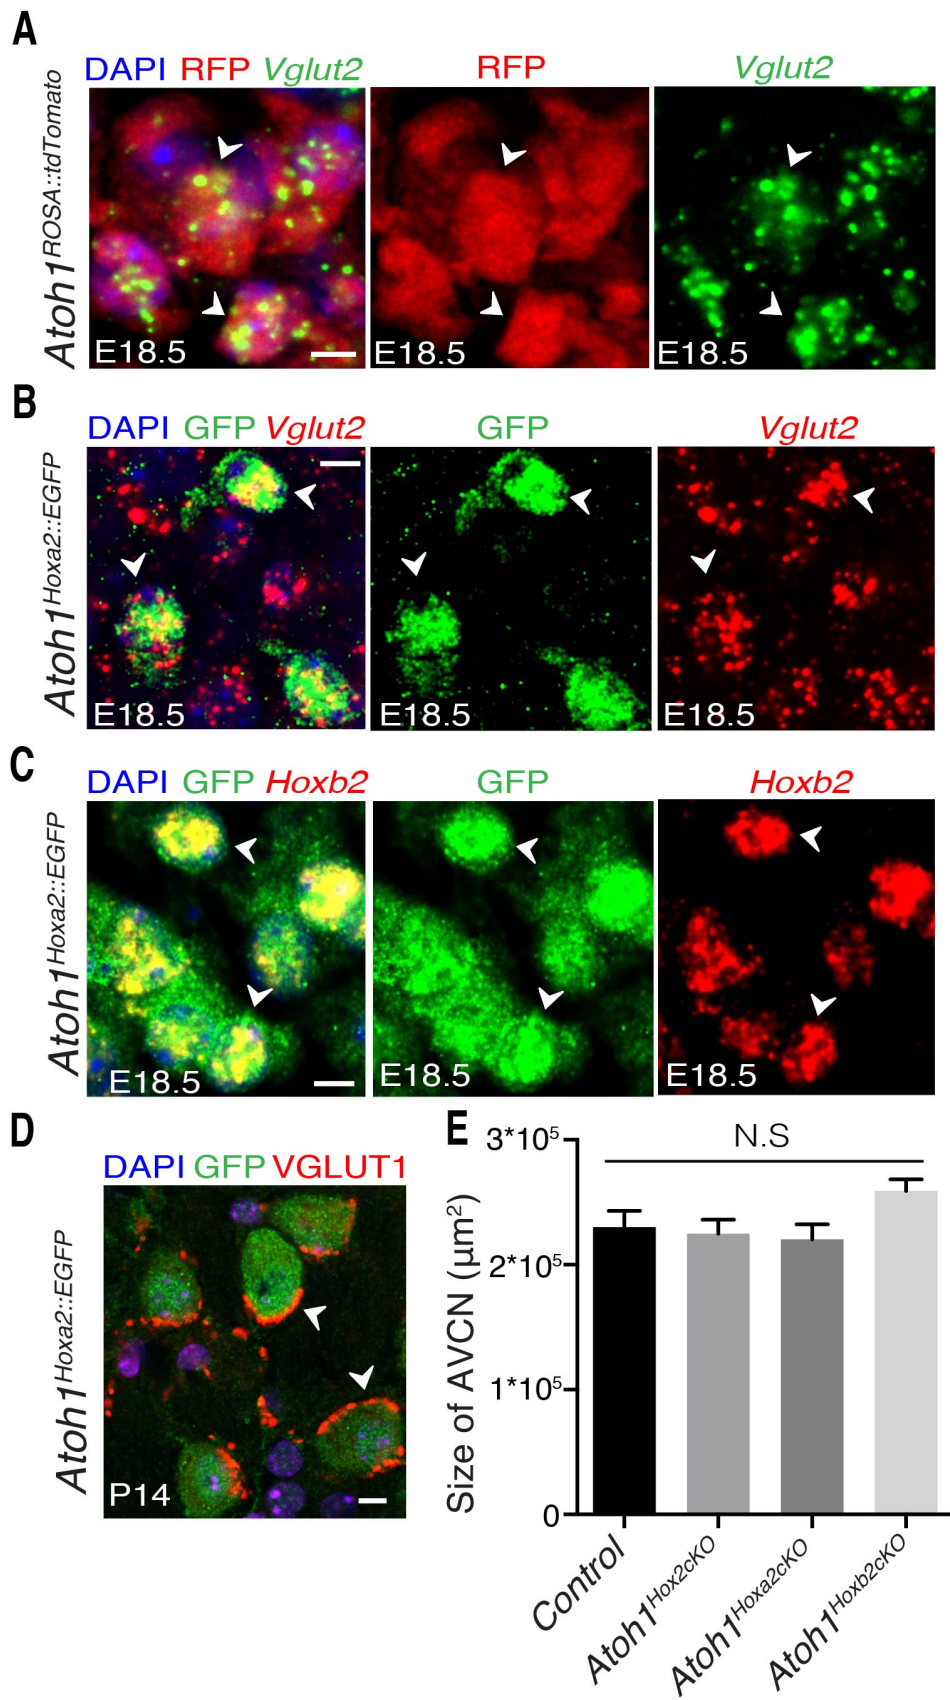 A
DAPI RFP Vglut2
RFP
Vglut2
Atoh1ROSA::tdTomato
E18.5
E18.5
E18.5
B
DAPI GFP Vglut2
GFP
Vglut2
Atoh1Hoxa2::EGFP
E18.5
E18.5
E18.5
C
DAPI GFP Hoxb2
GFP
Hoxb2
Atoh1Hoxa2::EGFP
E18.5
E18.5
E18.5
D
DAPI GFP VGLUT1
Atoh1Hoxa2::EGFP
P14
E
N.S
Size of AVCN (µm²)
3*10⁵
2*10⁵
1*10⁵
0
Control
Atoh1Hox2cKO
Atoh1Hoxa2cKO
Atoh1Hoxb2cKO